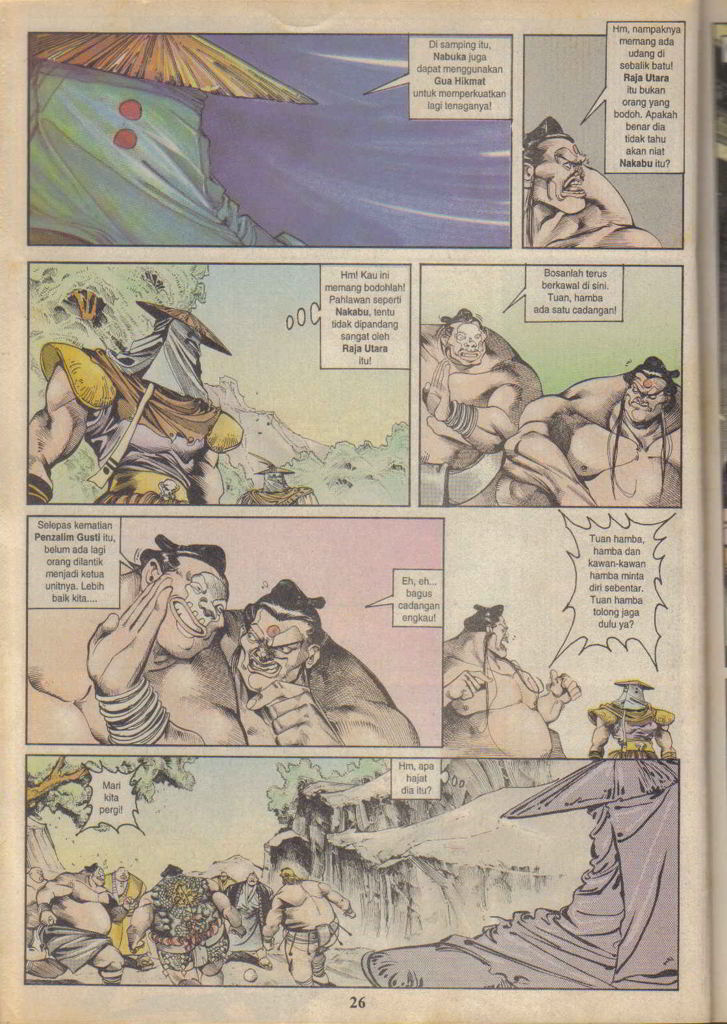 Di samping itu,
Nabuka juga
dapat menggunakan
Gua Hikmat
untuk memperkuatkan
lagi tenaganya!
Hm, nampaknya
memang ada
udang di
sebalik batu!
Raja Utara
itu bukan
orang yang
bodoh. Apakah
benar dia
tidak tahu
akan niat
Nakabu itu?
Hm! Kau ini
memang bodohlah!
Pahlawan seperti
Nakabu, tentu
tidak dipandang
sangat oleh
Raja Utara
itu!
Bosanlah terus
berkawal di sini.
Tuan, hamba
ada satu cadangan!
Selepas kematian
Penzalim Gusti itu,
belum ada lagi
orang dilantik
menjadi ketua
unitnya. Lebih
baik kita....
Eh, eh...
bagus
cadangan
engkau!
Tuan hamba,
hamba dan
kawan-kawan
hamba minta
diri sebentar.
Tuan hamba
tolong jaga
dulu ya?
Mari
kita
pergi!
Hm, apa
hajat
dia itu?
26